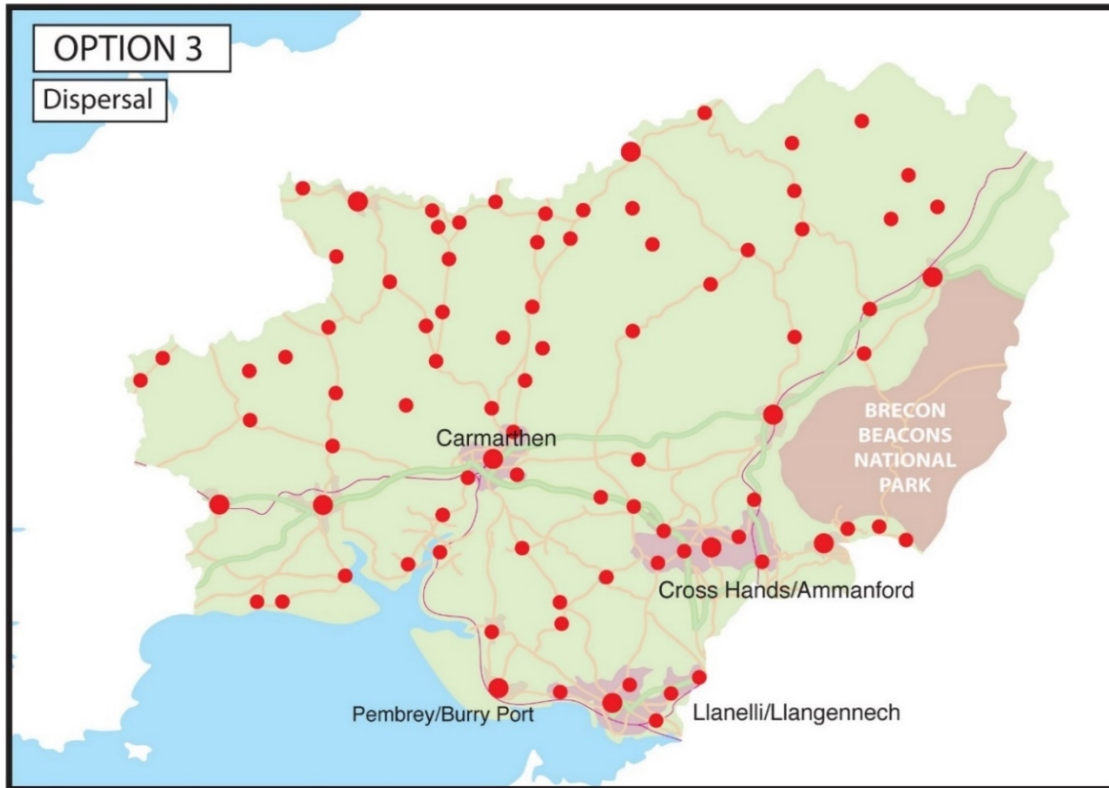 OPTION 3
Dispersal
Carmarthen
BRECON
BEACONS
NATIONAL
PARK
Cross Hands/Ammanford
Pembrey/Burry Port
Llanelli/Llangennech